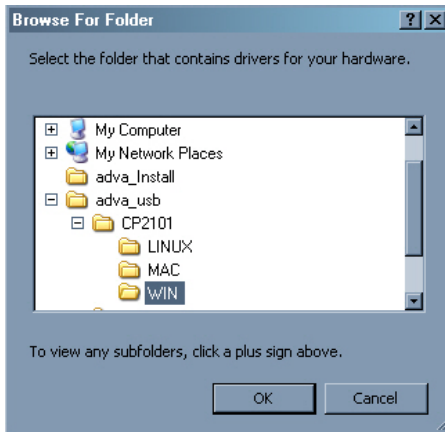 Browse For Folder
Select the folder that contains drivers for your hardware.
My Computer
My Network Places
adva_Install
adva_usb
CP2101
LINUX
MAC
WIN
To view any subfolders, click a plus sign above.
OK
Cancel